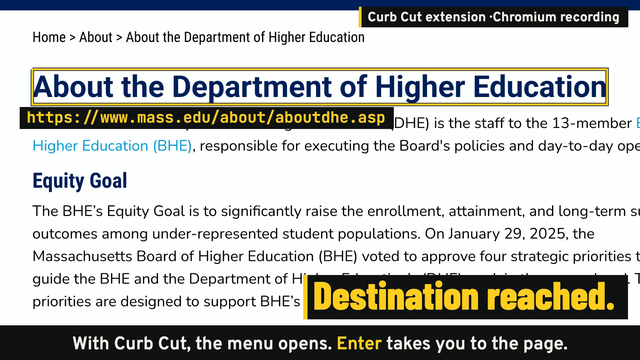 Curb Cut extension ·Chromium recording
Home > About > About the Department of Higher Education
About the Department of Higher Education
https://www.mass.edu/about/aboutdhe.asp
(DHE) is the staff to the 13-member
Higher Education (BHE), responsible for executing the Board's policies and day-to-day ope
Equity Goal
The BHE's Equity Goal is to significantly raise the enrollment, attainment, and long-term su
outcomes among under-represented student populations. On January 29, 2025, the
Massachusetts Board of Higher Education (BHE) voted to approve four strategic priorities t
guide the BHE and the Department of
priorities are designed to support BHE's
Destination reached.
With Curb Cut, the menu opens. Enter takes you to the page.